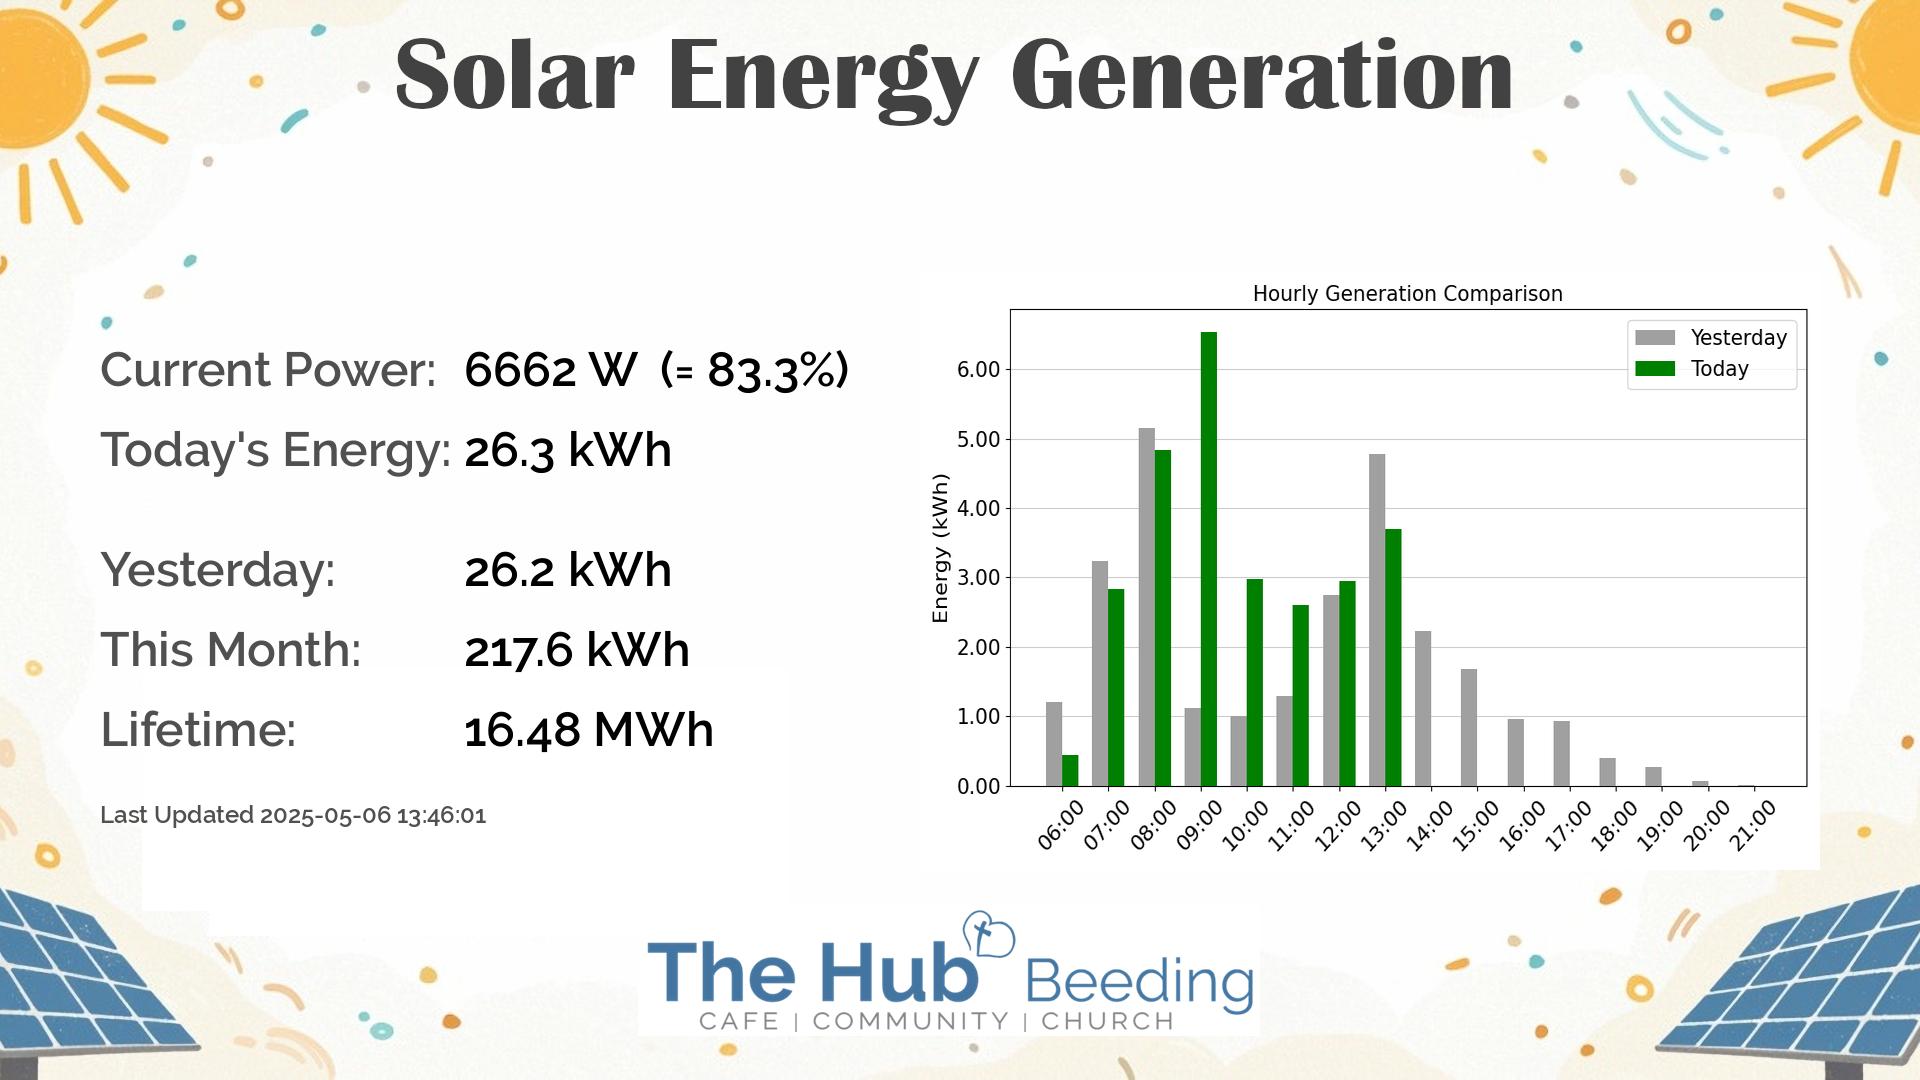 Solar Energy Generation
Current Power: 6662 W (= 83.3%)
Today's Energy: 26.3 kWh
Yesterday: 26.2 kWh
This Month: 217.6 kWh
Lifetime: 16.48 MWh
Last Updated 2025-05-06 13:46:01
Hourly Generation Comparison
Yesterday
Today
Energy (kWh)
6.00
5.00
4.00
3.00
2.00
1.00
0.00
06:00 07:00 08:00 09:00 10:00 11:00 12:00 13:00 14:00 15:00 16:00 17:00 18:00 19:00 20:00 21:00
The Hub Beeding
CAFE | COMMUNITY | CHURCH